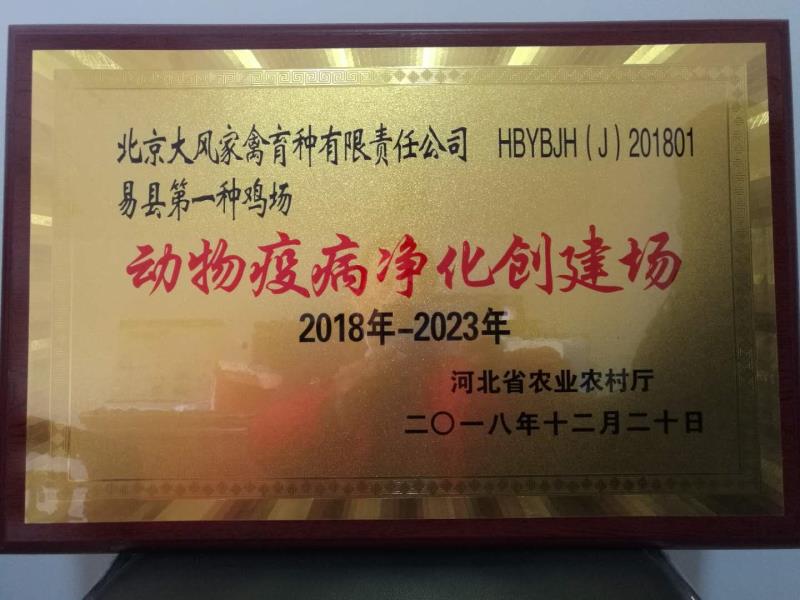 北京大风家禽育种有限责任公司 HBYBJH(J)201801
易县第一种鸡场
动物疫病净化创建场
2018年-2023年
河北省农业农村厅
二〇一八年十二月二十日